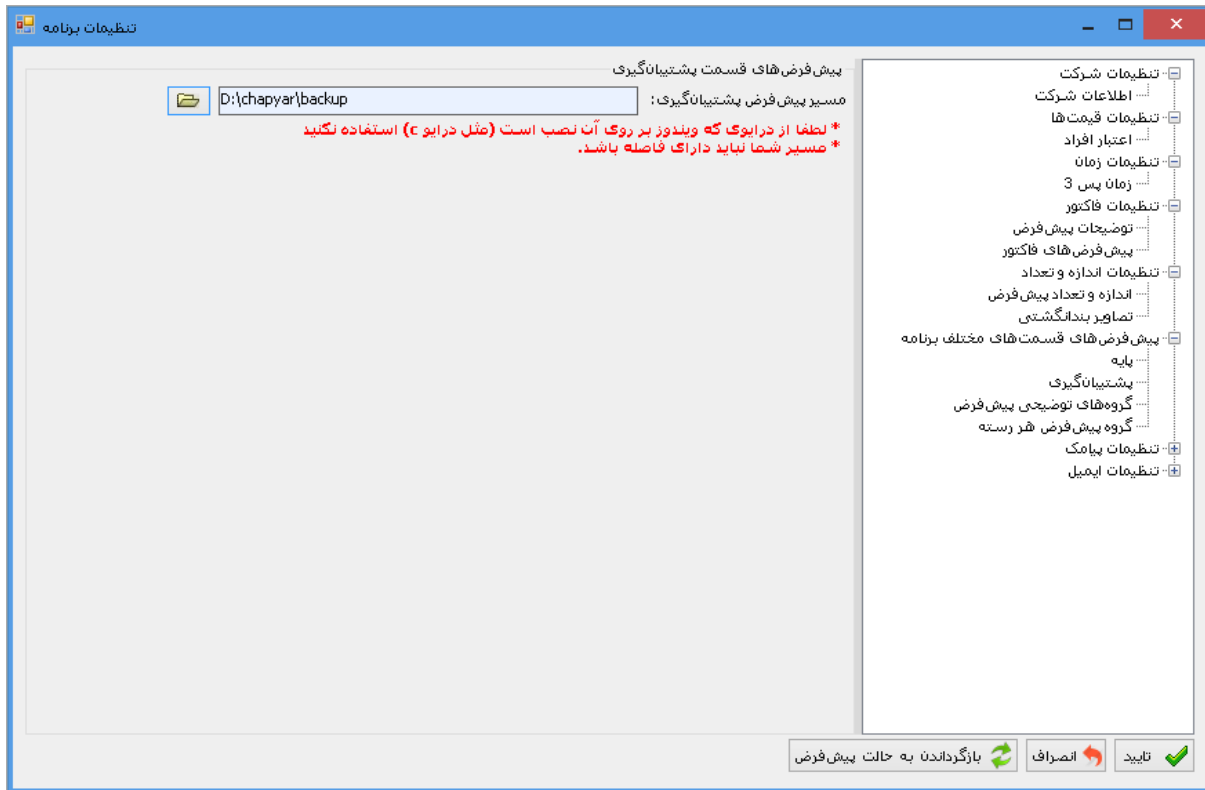 تنظیمات برنامه
تنظیمات شرکت
اطلاعات شرکت
تنظیمات قیمت‌ها
اعتبار افراد
تنظیمات زمان
زمان پس 3
تنظیمات فاکتور
توضیحات پیش‌فرض
پیش‌فرض‌های فاکتور
تنظیمات اندازه و تعداد
اندازه و تعداد پیش‌فرض
تصاویر بندانگشتی
پیش‌فرض‌های قسمت‌های مختلف برنامه
پایه
پشتیبان‌گیری
گروه‌های توضیحی پیش‌فرض
گروه پیش‌فرض هر رسته
تنظیمات پیامک
تنظیمات ایمیل
پیش‌فرض‌های قسمت پشتیبان‌گیری
مسیر پیش‌فرض پشتیبان‌گیری:
D:\chapyar\backup
* لطفا از درایوی که ویندوز بر روی آن نصب است (مثل درایو c) استفاده نکنید
* مسیر شما نباید دارای فاصله باشد.
تایید
انصراف
بازگرداندن به حالت پیش‌فرض